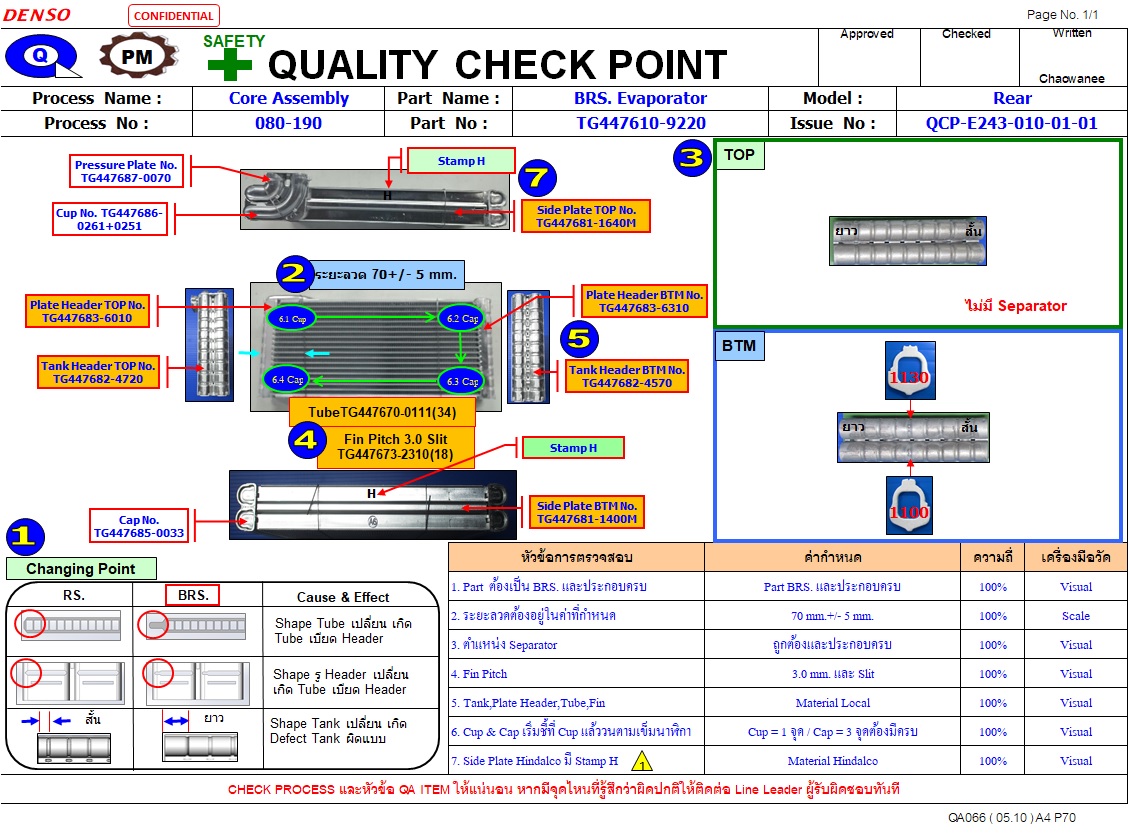 DENSO
CONFIDENTIAL
Page No. 1/1
Q
PM
SAFETY
QUALITY CHECK POINT
Approved
Checked
Written
Chaowanee
Process Name :
Core Assembly
Part Name :
BRS. Evaporator
Model :
Rear
Process No :
080-190
Part No :
TG447610-9220
Issue No :
QCP-E243-010-01-01
Pressure Plate No.
TG447687-0070
Cup No. TG447686-
0261+0251
Stamp H
H
7
Side Plate TOP No.
TG447681-1640M
2
ระยะลวด 70+/- 5 mm.
Plate Header TOP No.
TG447683-6010
Tank Header TOP No.
TG447682-4720
6.1 Cup
6.2 Cap
6.4 Cap
6.3 Cap
Plate Header BTM No.
TG447683-6310
5
Tank Header BTM No.
TG447682-4570
TubeTG447670-0111(34)
4
Fin Pitch 3.0 Slit
TG447673-2310(18)
Stamp H
H
Side Plate BTM No.
TG447681-1400M
Cap No.
TG447685-0033
3
TOP
ยาว
สั้น
ไม่มี Separator
BTM
1130
ยาว
สั้น
1100
1
Changing Point
RS.
BRS.
Cause & Effect
Shape Tube เปลี่ยน เกิด
Tube เบียด Header
Shape รู Header เปลี่ยน
เกิด Tube เบียด Header
สั้น
ยาว
Shape Tank เปลี่ยน เกิด
Defect Tank ผิดแบบ
หัวข้อการตรวจสอบ
ค่ากำหนด
ความถี่
เครื่องมือวัด
1. Part ต้องเป็น BRS. และประกอบครบ
Part BRS. และประกอบครบ
100%
Visual
2. ระยะลวดต้องอยู่ในค่าที่กำหนด
70 mm.+/- 5 mm.
100%
Scale
3. ตำแหน่ง Separator
ถูกต้องและประกอบครบ
100%
Visual
4. Fin Pitch
3.0 mm. และ Slit
100%
Visual
5. Tank,Plate Header,Tube,Fin
Material Local
100%
Visual
6. Cup & Cap เริ่มชี้ที่ Cup แล้ววนตามเข็มนาฬิกา
Cup = 1 จุด / Cap = 3 จุดต้องมีครบ
100%
Visual
7. Side Plate Hindalco มี Stamp H
1
Material Hindalco
100%
Visual
CHECK PROCESS และหัวข้อ QA ITEM ให้แน่นอน หากมีจุดไหนที่รู้สึกว่าผิดปกติให้ติดต่อ Line Leader ผู้รับผิดชอบทันที
QA066 ( 05.10 ) A4 P70